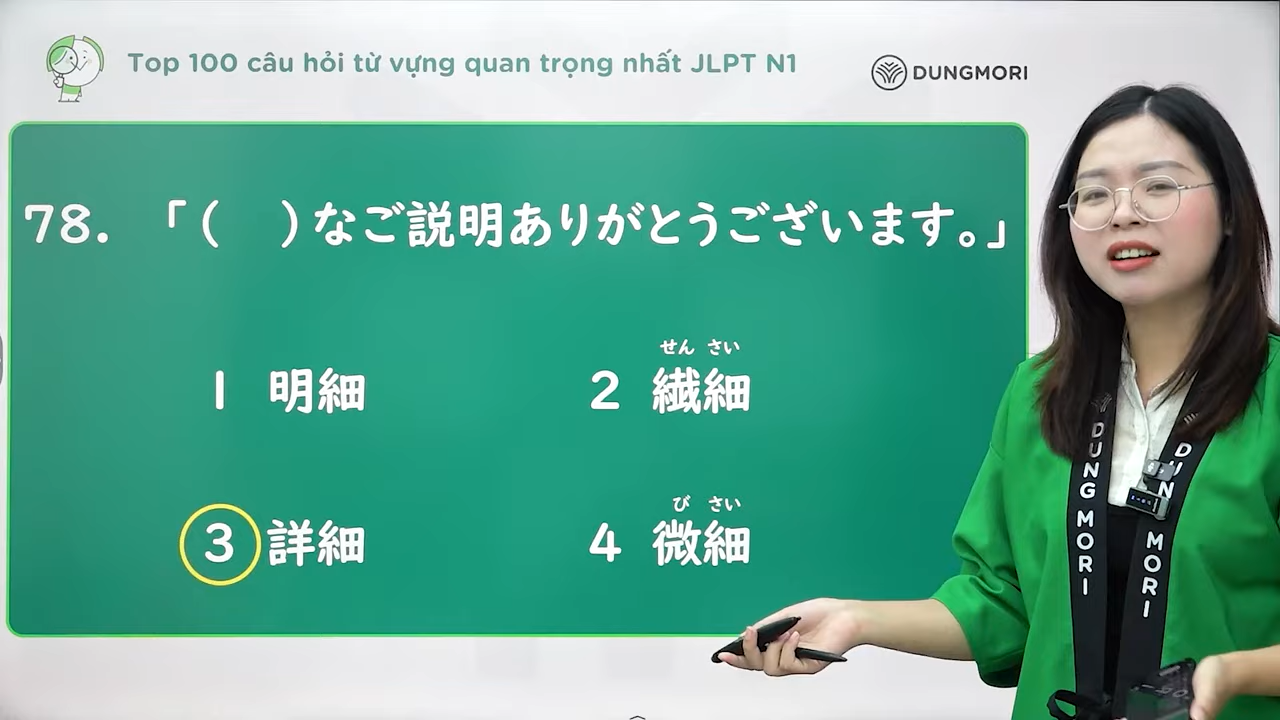 Top 100 câu hỏi từ vựng quan trọng nhất JLPT N1
DUNGMORI
78. 「(　)なご説明ありがとうございます。」
せん さい
1 明細 2 繊細
び さい
3 詳細 4 微細
DUNG MORI
DUN
MORI